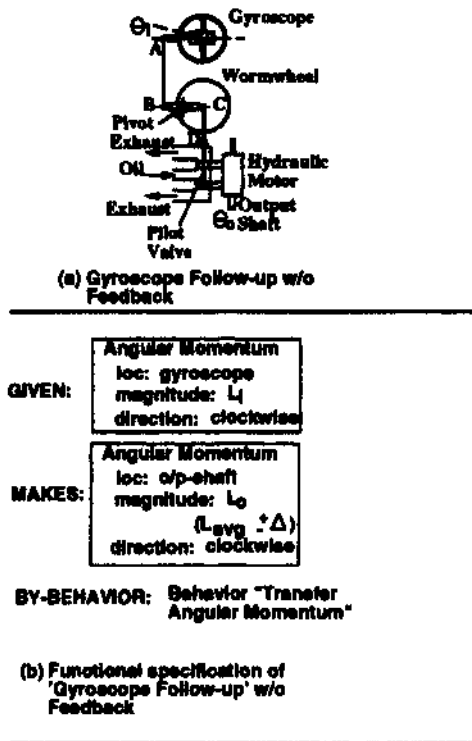 ΘI
Gyroscope
A
Wormwheel
B
C
Pivot
Exhaust
D
Oil
Hydraulic
Motor
Exhaust
Output
Θo Shaft
Pilot
Valve
(a) Gyroscope Follow-up w/o
Feedback
GIVEN:
Angular Momentum
loc: gyroscope
magnitude: LI
direction: clockwise
MAKES:
Angular Momentum
loc: o/p-shaft
magnitude: Lo
(Lavg ± Δ)
direction: clockwise
BY-BEHAVIOR: Behavior "Transfer
Angular Momentum"
(b) Functional specification of
'Gyroscope Follow-up' w/o
Feedback